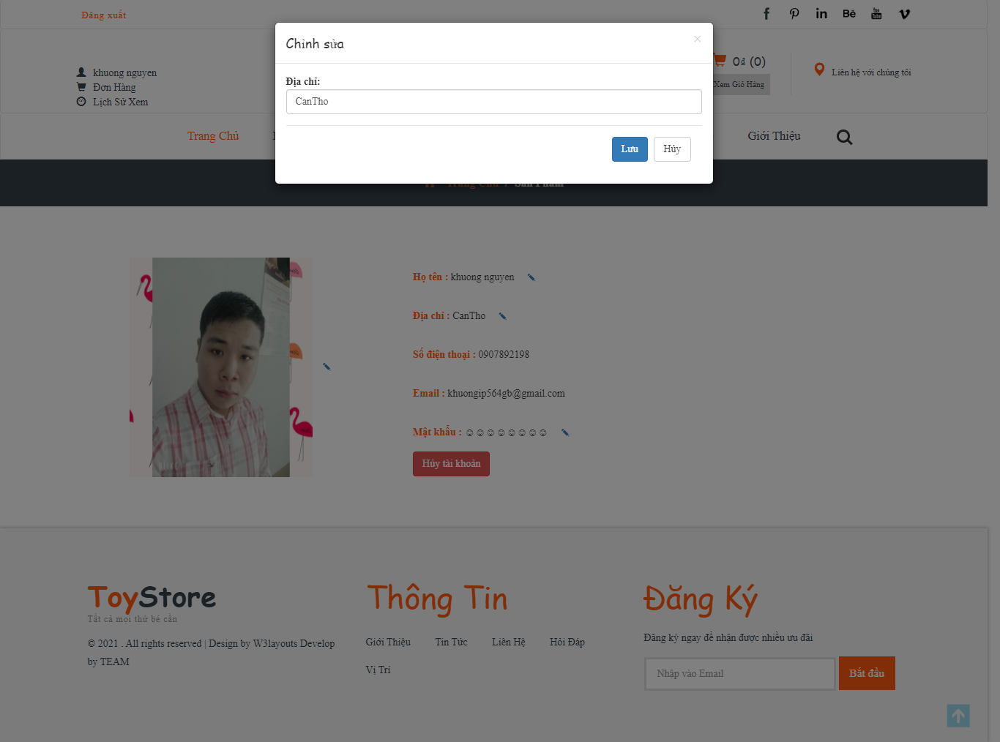 Đăng xuất
Chỉnh sửa
×
khuong nguyen
0₫ (0)
Liên hệ với chúng tôi
Đơn Hàng
Xem Giỏ Hàng
Lịch Sử Xem
Địa chỉ:
CanTho
Trang Chủ
Giới Thiệu
Lưu
Hủy
Trang Chủ / Sản Phẩm
Họ tên : khuong nguyen
Địa chỉ : CanTho
Số điện thoại : 0907892198
Email : khuongip564gb@gmail.com
Mật khẩu : ☺☺☺☺☺☺☺☺
Hủy tài khoản
ToyStore
Tất cả mọi thứ bé cần
© 2021 . All rights reserved | Design by W3layouts Develop
by TEAM
Thông Tin
Giới Thiệu
Tin Tức
Liên Hệ
Hỏi Đáp
Vị Trí
Đăng Ký
Đăng ký ngay để nhận được nhiều ưu đãi
Nhập vào Email
Bắt đầu